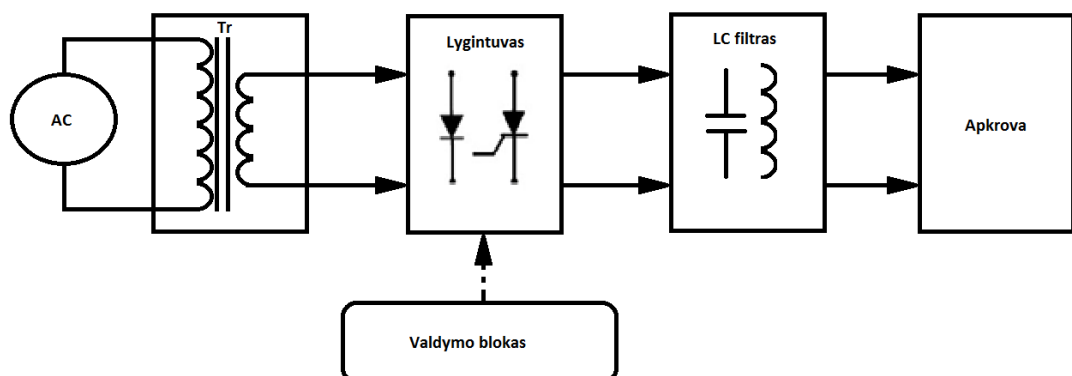 Tr
AC
Lygintuvas
LC filtras
Apkrova
Valdymo blokas